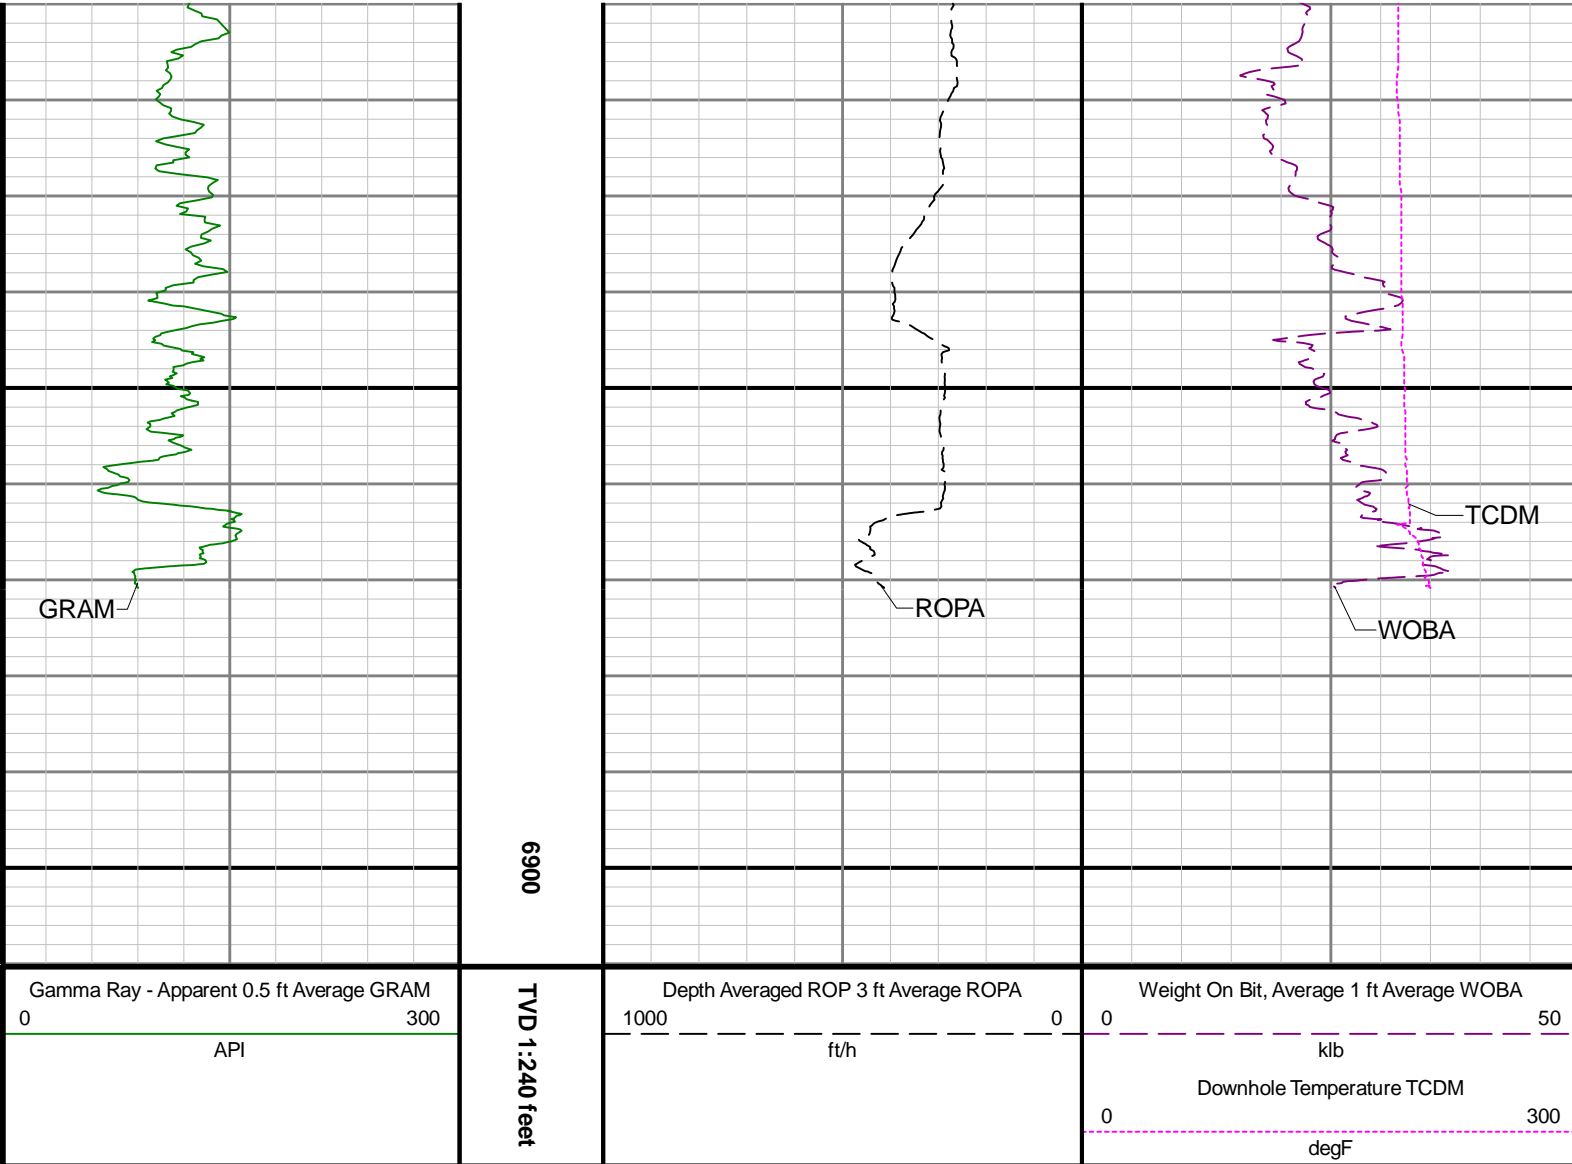 TCDM
GRAM
ROPA
WOBA
6900
TVD 1:240 feet
Gamma Ray - Apparent 0.5 ft Average GRAM
0 300
API
Depth Averaged ROP 3 ft Average ROPA
1000 0
ft/h
Weight On Bit, Average 1 ft Average WOBA
0 50
klb
Downhole Temperature TCDM
0 300
degF